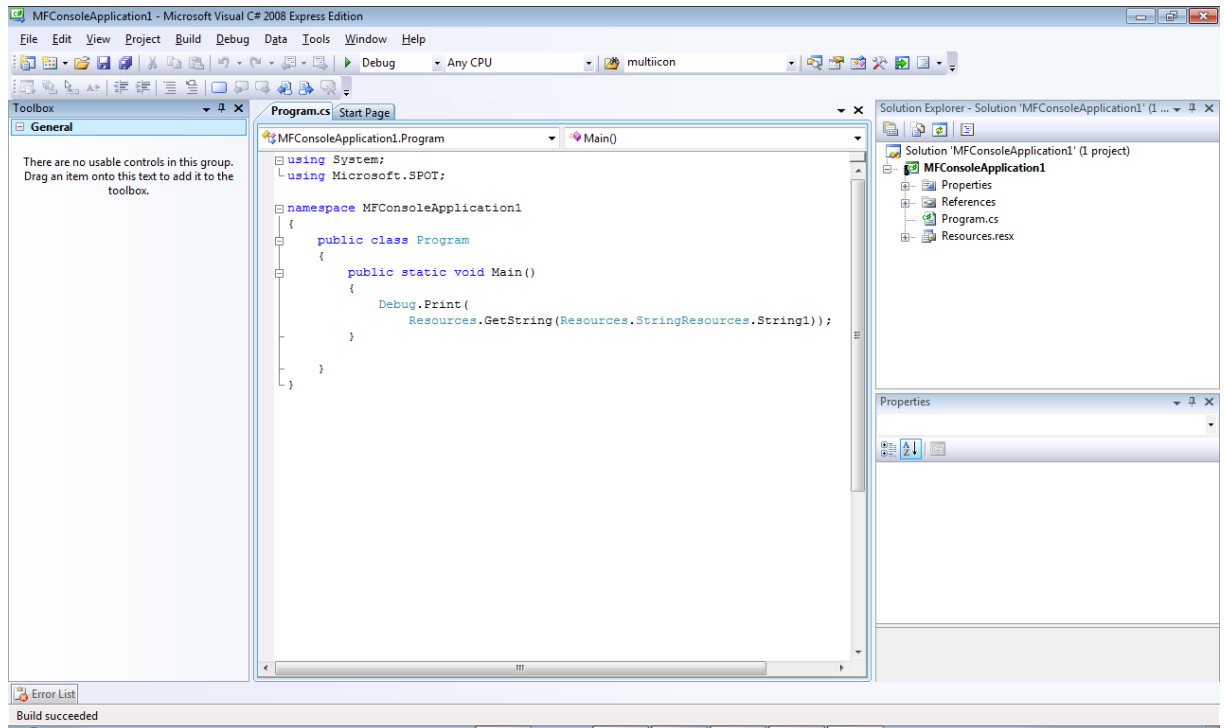 MFConsoleApplication1 - Microsoft Visual C# 2008 Express Edition
File Edit View Project Build Debug Data Tools Window Help
Debug Any CPU multiicon
Toolbox
General
There are no usable controls in this group.
Drag an item onto this text to add it to the
toolbox.
Program.cs Start Page
MFConsoleApplication1.Program Main()
using System;
using Microsoft.SPOT;
namespace MFConsoleApplication1
{
public class Program
{
public static void Main()
{
Debug.Print(
Resources.GetString(Resources.StringResources.String1));
}
}
}
Solution Explorer - Solution 'MFConsoleApplication1' (1 ...
Solution 'MFConsoleApplication1' (1 project)
MFConsoleApplication1
Properties
References
Program.cs
Resources.resx
Properties
Error List
Build succeeded